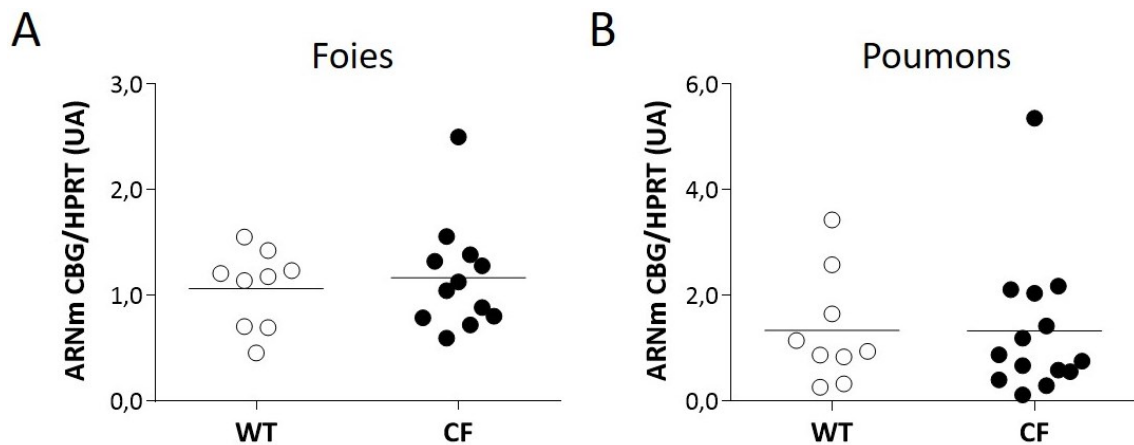 A
Foies
ARNm CBG/HPRT (UA)
3,0
2,0
1,0
0,0
WT
CF
B
Poumons
ARNm CBG/HPRT (UA)
6,0
4,0
2,0
0,0
WT
CF